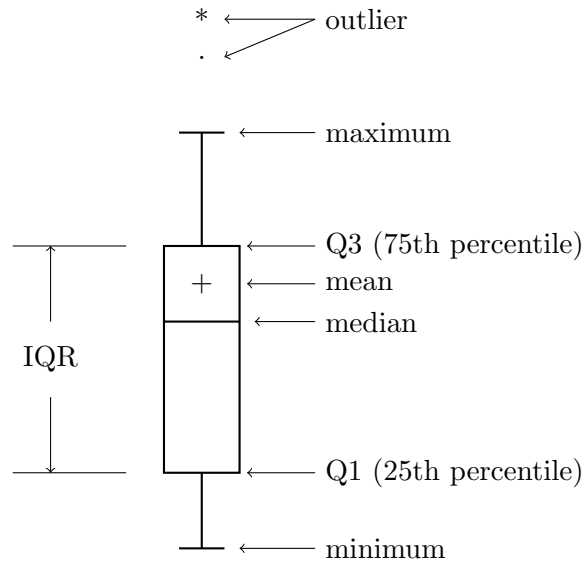 * outlier
.
maximum
Q3 (75th percentile)
+ mean
median
IQR
Q1 (25th percentile)
minimum